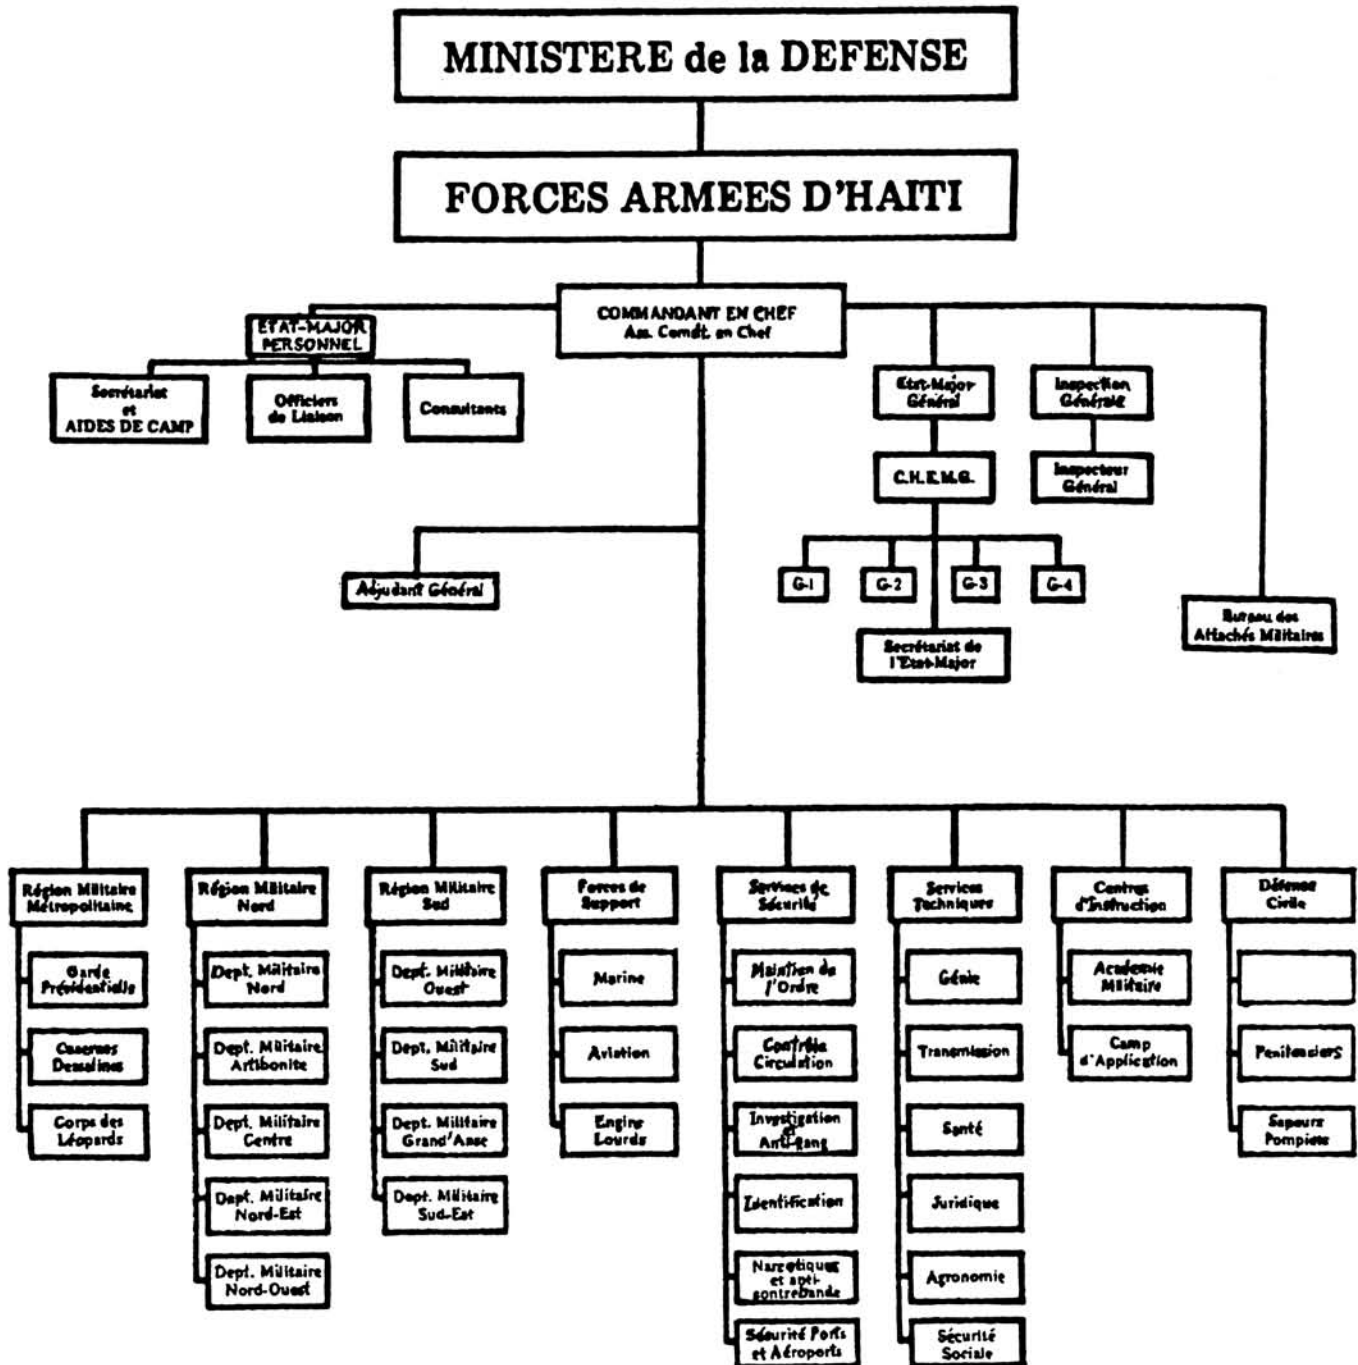 MINISTERE de la DEFENSE
FORCES ARMEES D'HAITI
COMMANDANT EN CHEF
Ass. Comdt. en Chef
ETAT-MAJOR
PERSONNEL
Secrétariat
et
AIDES DE CAMP
Officiers
de Liaison
Consultants
Etat-Major
Général
Inspection
Générale
C.H.E.M.G.
Inspecteur
Général
Adjudant Général
G-1
G-2
G-3
G-4
Secrétariat de
l'Etat-Major
Bureau des
Attachés Militaires
Région Militaire
Métropolitaine
Garde
Présidentielle
Casernes
Dessalines
Corps des
Léopards
Région Militaire
Nord
Dept. Militaire
Nord
Dept. Militaire
Artibonite
Dept. Militaire
Centre
Dept. Militaire
Nord-Est
Dept. Militaire
Nord-Ouest
Région Militaire
Sud
Dept. Militaire
Ouest
Dept. Militaire
Sud
Dept. Militaire
Grand'Anse
Dept. Militaire
Sud-Est
Forces de
Support
Marine
Aviation
Engins
Lourds
Services de
Sécurité
Maintien de
l'Ordre
Contrôle
Circulation
Investigation
et
Anti-gang
Identification
Narcotiques
et anti-
contrebande
Sécurité Ports
et Aéroports
Services
Techniques
Génie
Transmission
Santé
Juridique
Agronomie
Sécurité
Sociale
Centres
d'Instruction
Academie
Militaire
Camp
d'Application
Défense
Civile
Penitenciers
Sapeurs
Pompiers